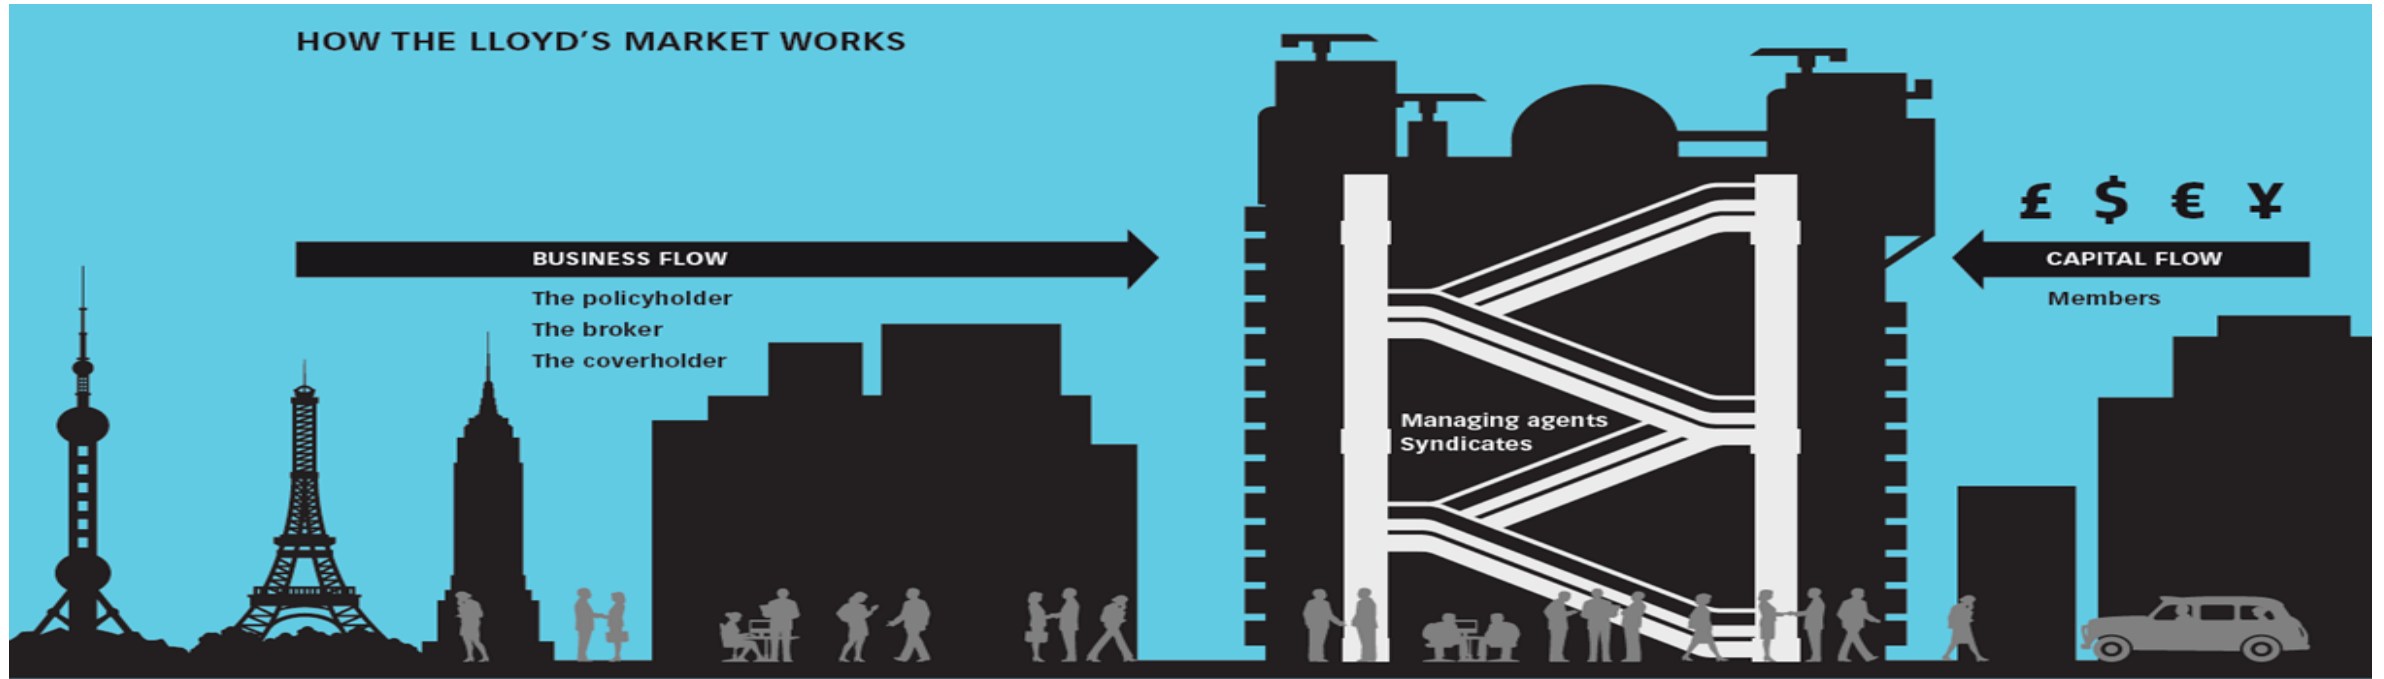 HOW THE LLOYD'S MARKET WORKS
BUSINESS FLOW
The policyholder
The broker
The coverholder
Managing agents
Syndicates
£ $ € ¥
CAPITAL FLOW
Members